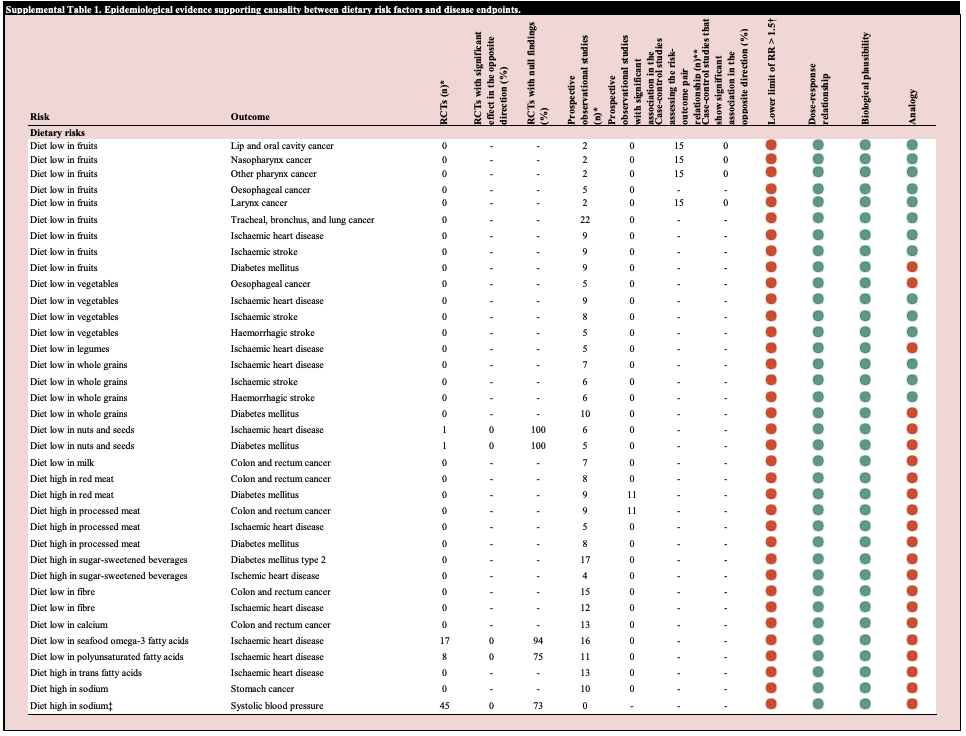 Supplemental Table 1. Epidemiological evidence supporting causality between dietary risk factors and disease endpoints.
Risk Outcome RCTs (n)* RCTs with significant effect in the opposite direction (%) RCTs with null findings (%) Prospective observational studies (n)* Prospective observational studies with significant association in the Case-control studies assessing the risk-outcome pair relationship (n)** Case-control studies that show significant association in the opposite direction (%) Lower limit of RR > 1.5† Dose-response relationship Biological plausibility Analogy
Dietary risks
Diet low in fruits Lip and oral cavity cancer 0 - - 2 0 15 0
Diet low in fruits Nasopharynx cancer 0 - - 2 0 15 0
Diet low in fruits Other pharynx cancer 0 - - 2 0 15 0
Diet low in fruits Oesophageal cancer 0 - - 5 0 - -
Diet low in fruits Larynx cancer 0 - - 2 0 15 0
Diet low in fruits Tracheal, bronchus, and lung cancer 0 - - 22 0 - -
Diet low in fruits Ischaemic heart disease 0 - - 9 0 - -
Diet low in fruits Ischaemic stroke 0 - - 9 0 - -
Diet low in fruits Diabetes mellitus 0 - - 9 0 - -
Diet low in vegetables Oesophageal cancer 0 - - 5 0 - -
Diet low in vegetables Ischaemic heart disease 0 - - 9 0 - -
Diet low in vegetables Ischaemic stroke 0 - - 8 0 - -
Diet low in vegetables Haemorrhagic stroke 0 - - 5 0 - -
Diet low in legumes Ischaemic heart disease 0 - - 5 0 - -
Diet low in whole grains Ischaemic heart disease 0 - - 7 0 - -
Diet low in whole grains Ischaemic stroke 0 - - 6 0 - -
Diet low in whole grains Haemorrhagic stroke 0 - - 6 0 - -
Diet low in whole grains Diabetes mellitus 0 - - 10 0 - -
Diet low in nuts and seeds Ischaemic heart disease 1 0 100 6 0 - -
Diet low in nuts and seeds Diabetes mellitus 1 0 100 5 0 - -
Diet low in milk Colon and rectum cancer 0 - - 7 0 - -
Diet high in red meat Colon and rectum cancer 0 - - 8 0 - -
Diet high in red meat Diabetes mellitus 0 - - 9 11 - -
Diet high in processed meat Colon and rectum cancer 0 - - 9 11 - -
Diet high in processed meat Ischaemic heart disease 0 - - 5 0 - -
Diet high in processed meat Diabetes mellitus 0 - - 8 0 - -
Diet high in sugar-sweetened beverages Diabetes mellitus type 2 0 - - 17 0 - -
Diet high in sugar-sweetened beverages Ischemic heart disease 0 - - 4 0 - -
Diet low in fibre Colon and rectum cancer 0 - - 15 0 - -
Diet low in fibre Ischaemic heart disease 0 - - 12 0 - -
Diet low in calcium Colon and rectum cancer 0 - - 13 0 - -
Diet low in seafood omega-3 fatty acids Ischaemic heart disease 17 0 94 16 0 - -
Diet low in polyunsaturated fatty acids Ischaemic heart disease 8 0 75 11 0 - -
Diet high in trans fatty acids Ischaemic heart disease 0 - - 13 0 - -
Diet high in sodium Stomach cancer 0 - - 10 0 - -
Diet high in sodium‡ Systolic blood pressure 45 0 73 0 - - -